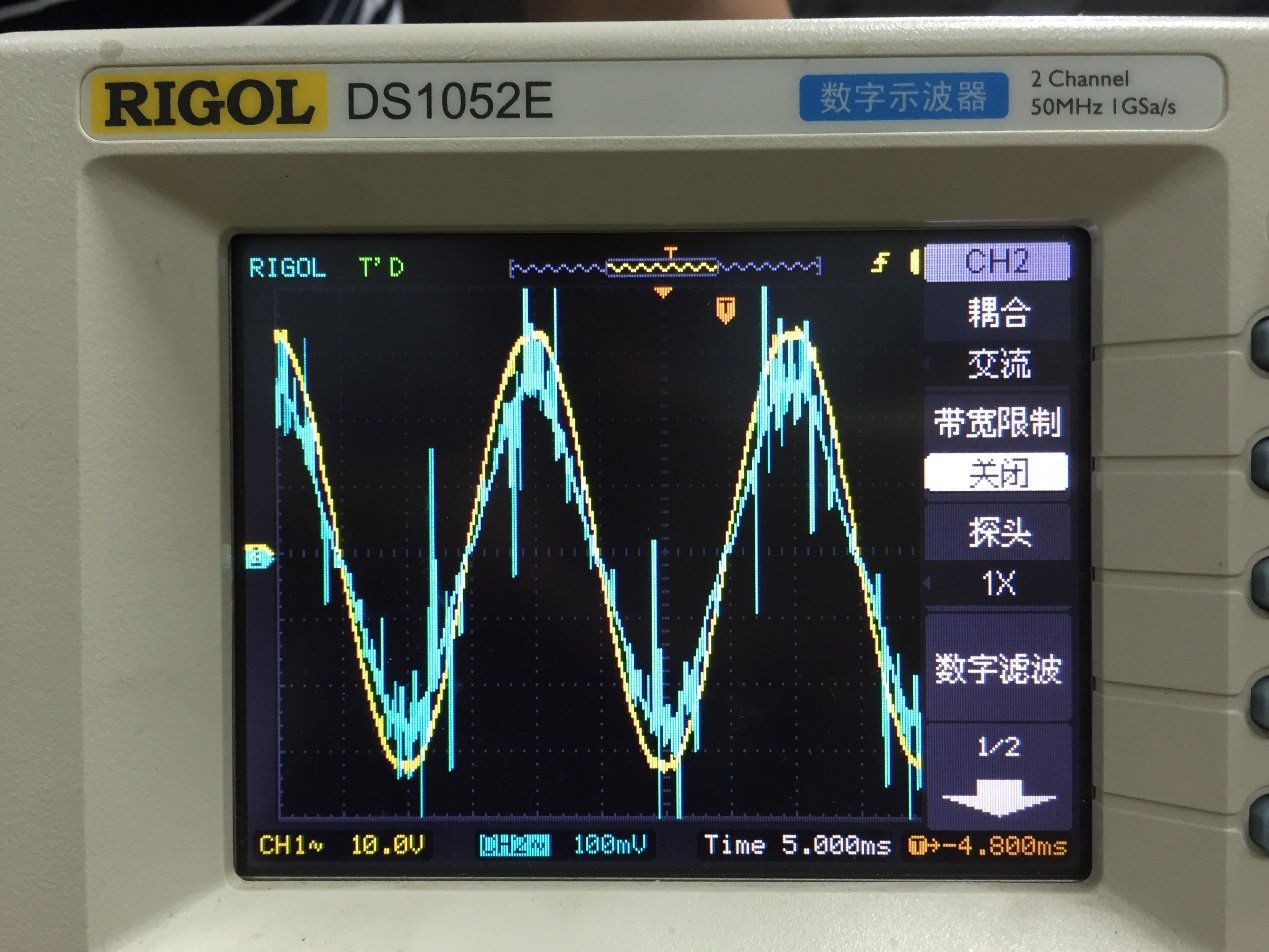 RIGOL DS1052E 数字示波器 2 Channel
50MHz 1GSa/s
RIGOL T'D T CH2
T
耦合
交流
带宽限制
关闭
探头
1X
数字滤波
1/2
CH1~ 10.0V CH2~ 100mV Time 5.000ms T→-4.800ms